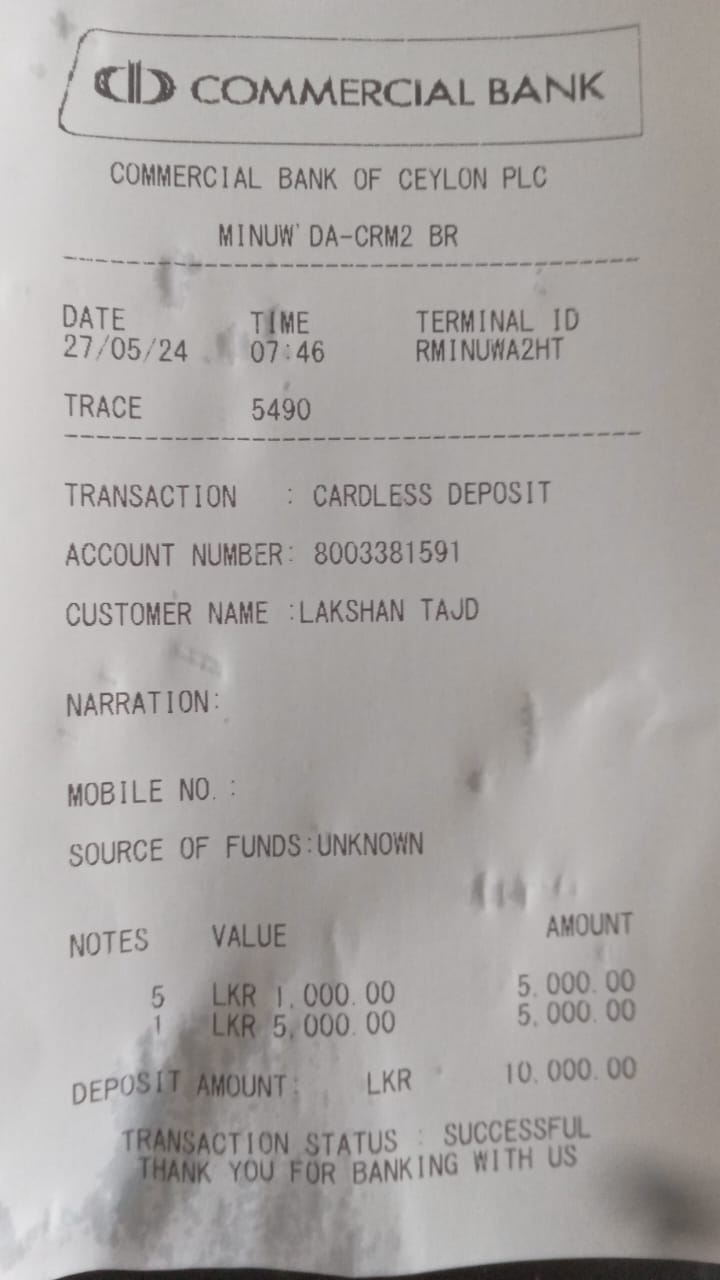 COMMERCIAL BANK
COMMERCIAL BANK OF CEYLON PLC
MINUW'DA-CRM2 BR
DATE TIME TERMINAL ID
27/05/24 07:46 RMINUWA2HT
TRACE 5490
TRANSACTION : CARDLESS DEPOSIT
ACCOUNT NUMBER: 8003381591
CUSTOMER NAME :LAKSHAN TAJD
NARRATION:
MOBILE NO. :
SOURCE OF FUNDS:UNKNOWN
NOTES VALUE AMOUNT
5 LKR 1,000.00 5,000.00
1 LKR 5,000.00 5,000.00
DEPOSIT AMOUNT: LKR 10,000.00
TRANSACTION STATUS : SUCCESSFUL
THANK YOU FOR BANKING WITH US